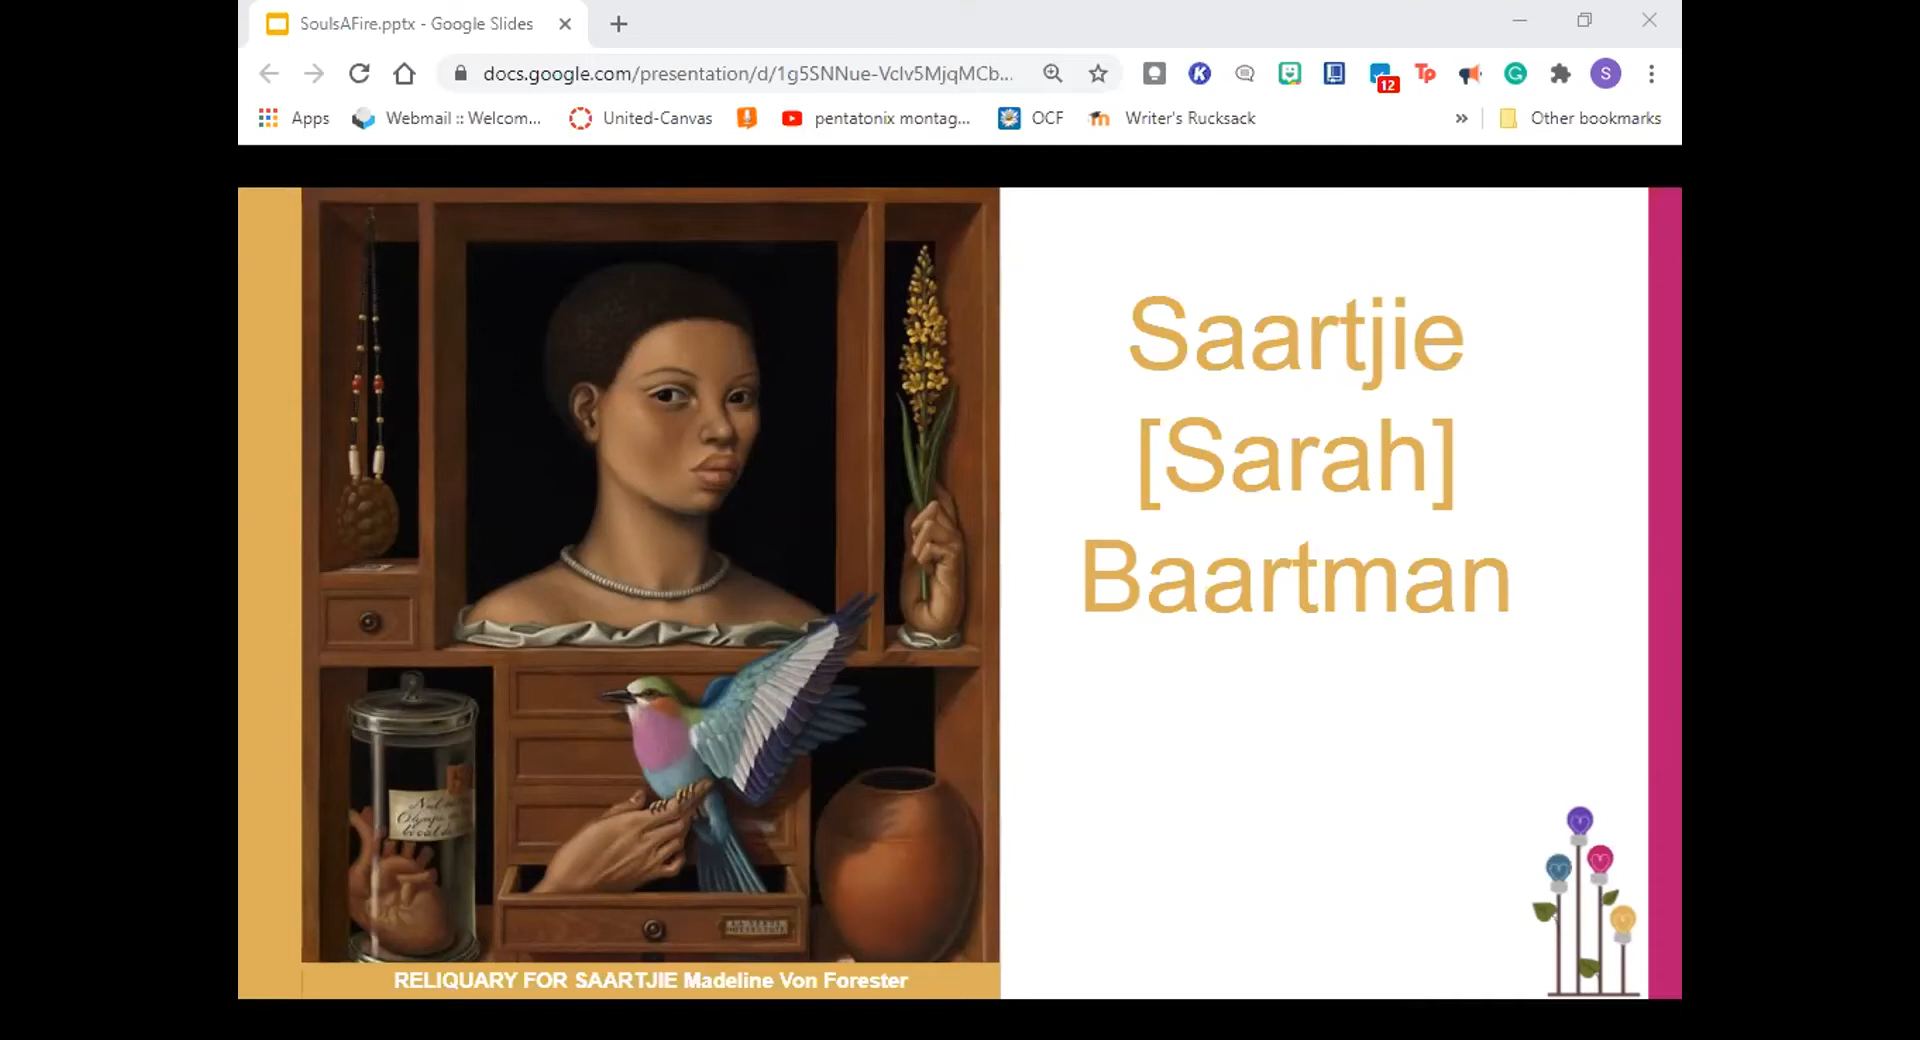 SoulsAFire.pptx - Google Slides
docs.google.com/presentation/d/1g5SNNue-Vclv5MjqMCb...
K
12
Tp
G
S
Apps
Webmail :: Welcom...
United-Canvas
pentatonix montag...
OCF
Writer's Rucksack
»
Other bookmarks
Saartjie
[Sarah]
Baartman
RELIQUARY FOR SAARTJIE Madeline Von Forester